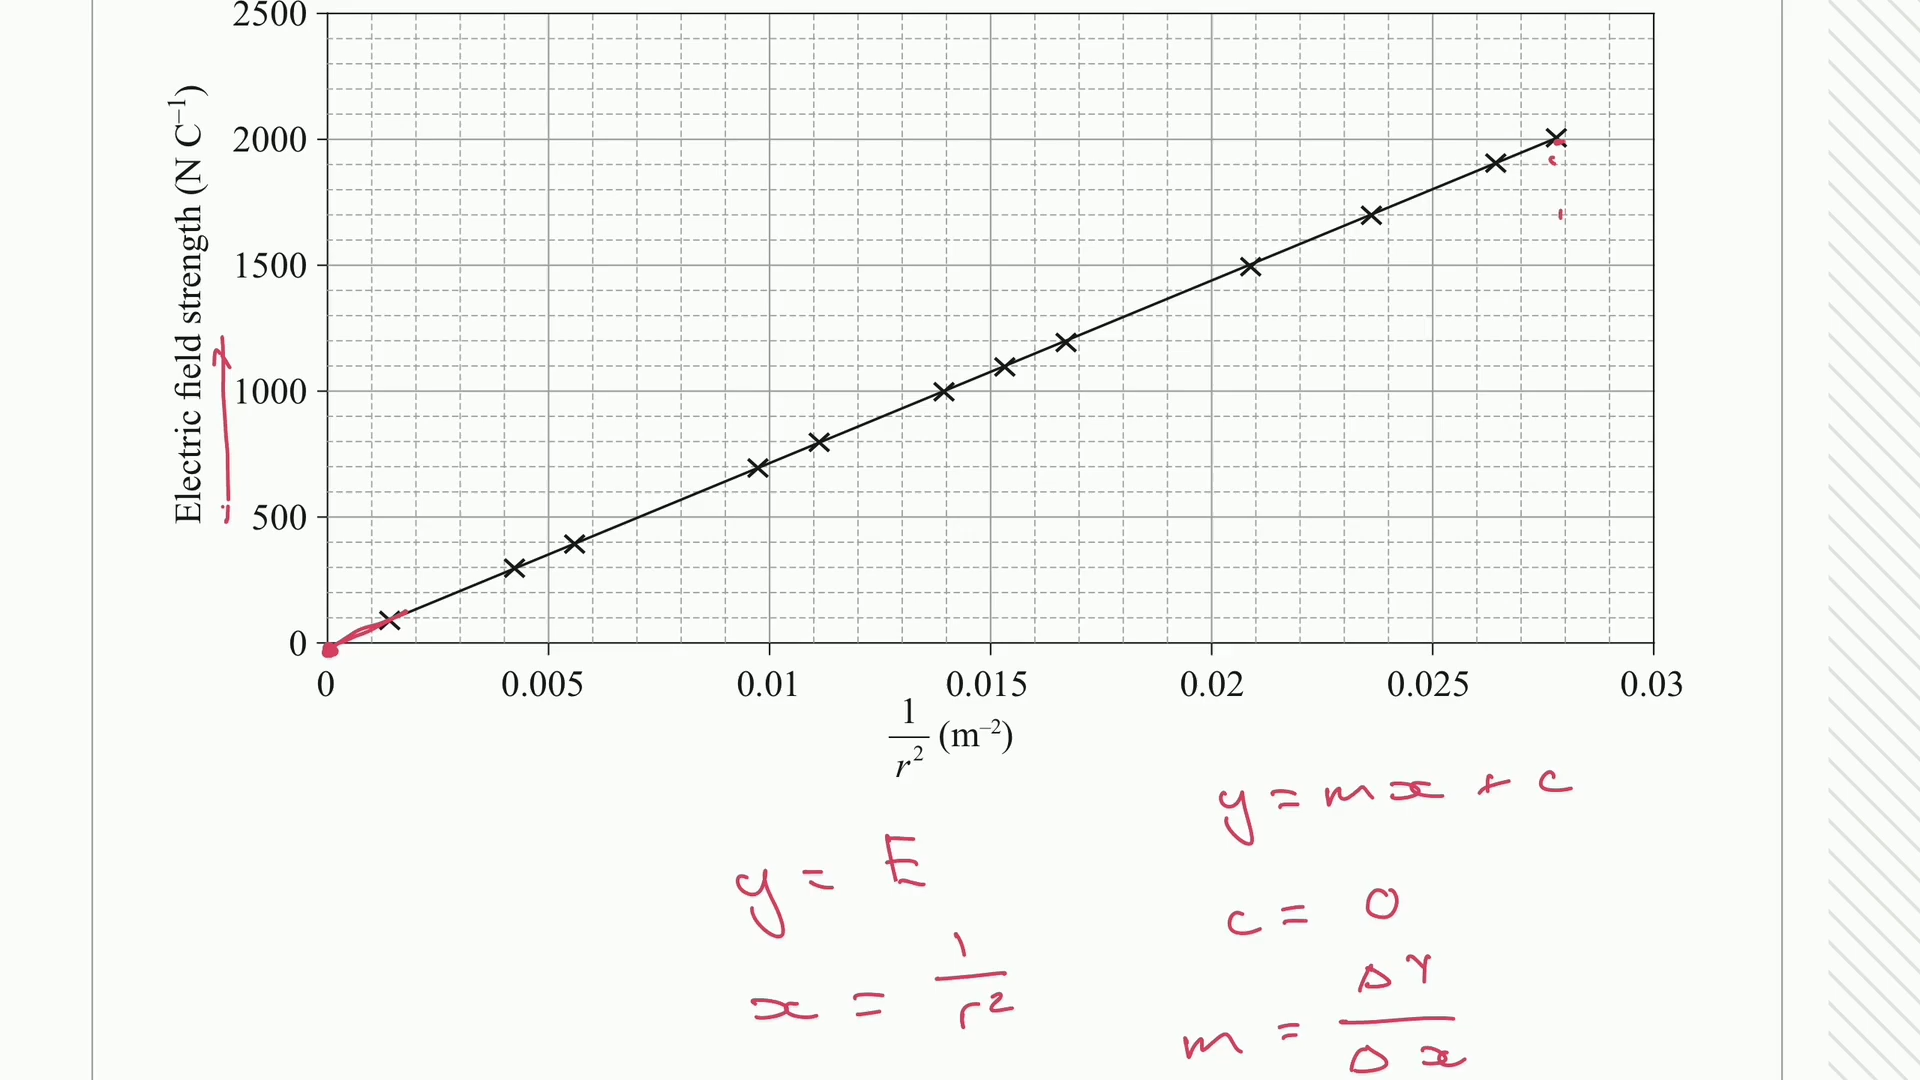 2500
2000
1500
1000
500
0
Electric field strength (N C⁻¹)
0 0.005 0.01 0.015 0.02 0.025 0.03
1/r² (m⁻²)
y = mx + c
y = E
c = 0
x = 1/r²
m = ΔY/Δx